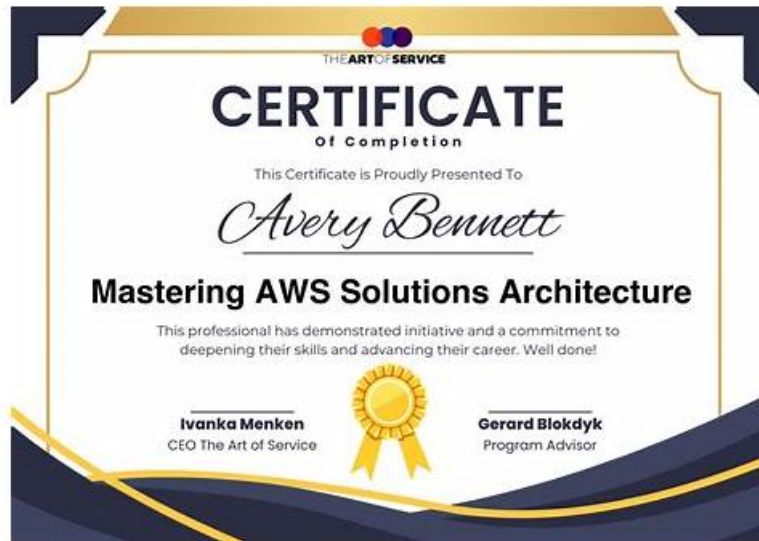 THEARTOFSERVICE
CERTIFICATE
Of Completion
This Certificate is Proudly Presented To
Avery Bennett
Mastering AWS Solutions Architecture
This professional has demonstrated initiative and a commitment to
deepening their skills and advancing their career. Well done!
Ivanka Menken
CEO The Art of Service
Gerard Blokdyk
Program Advisor